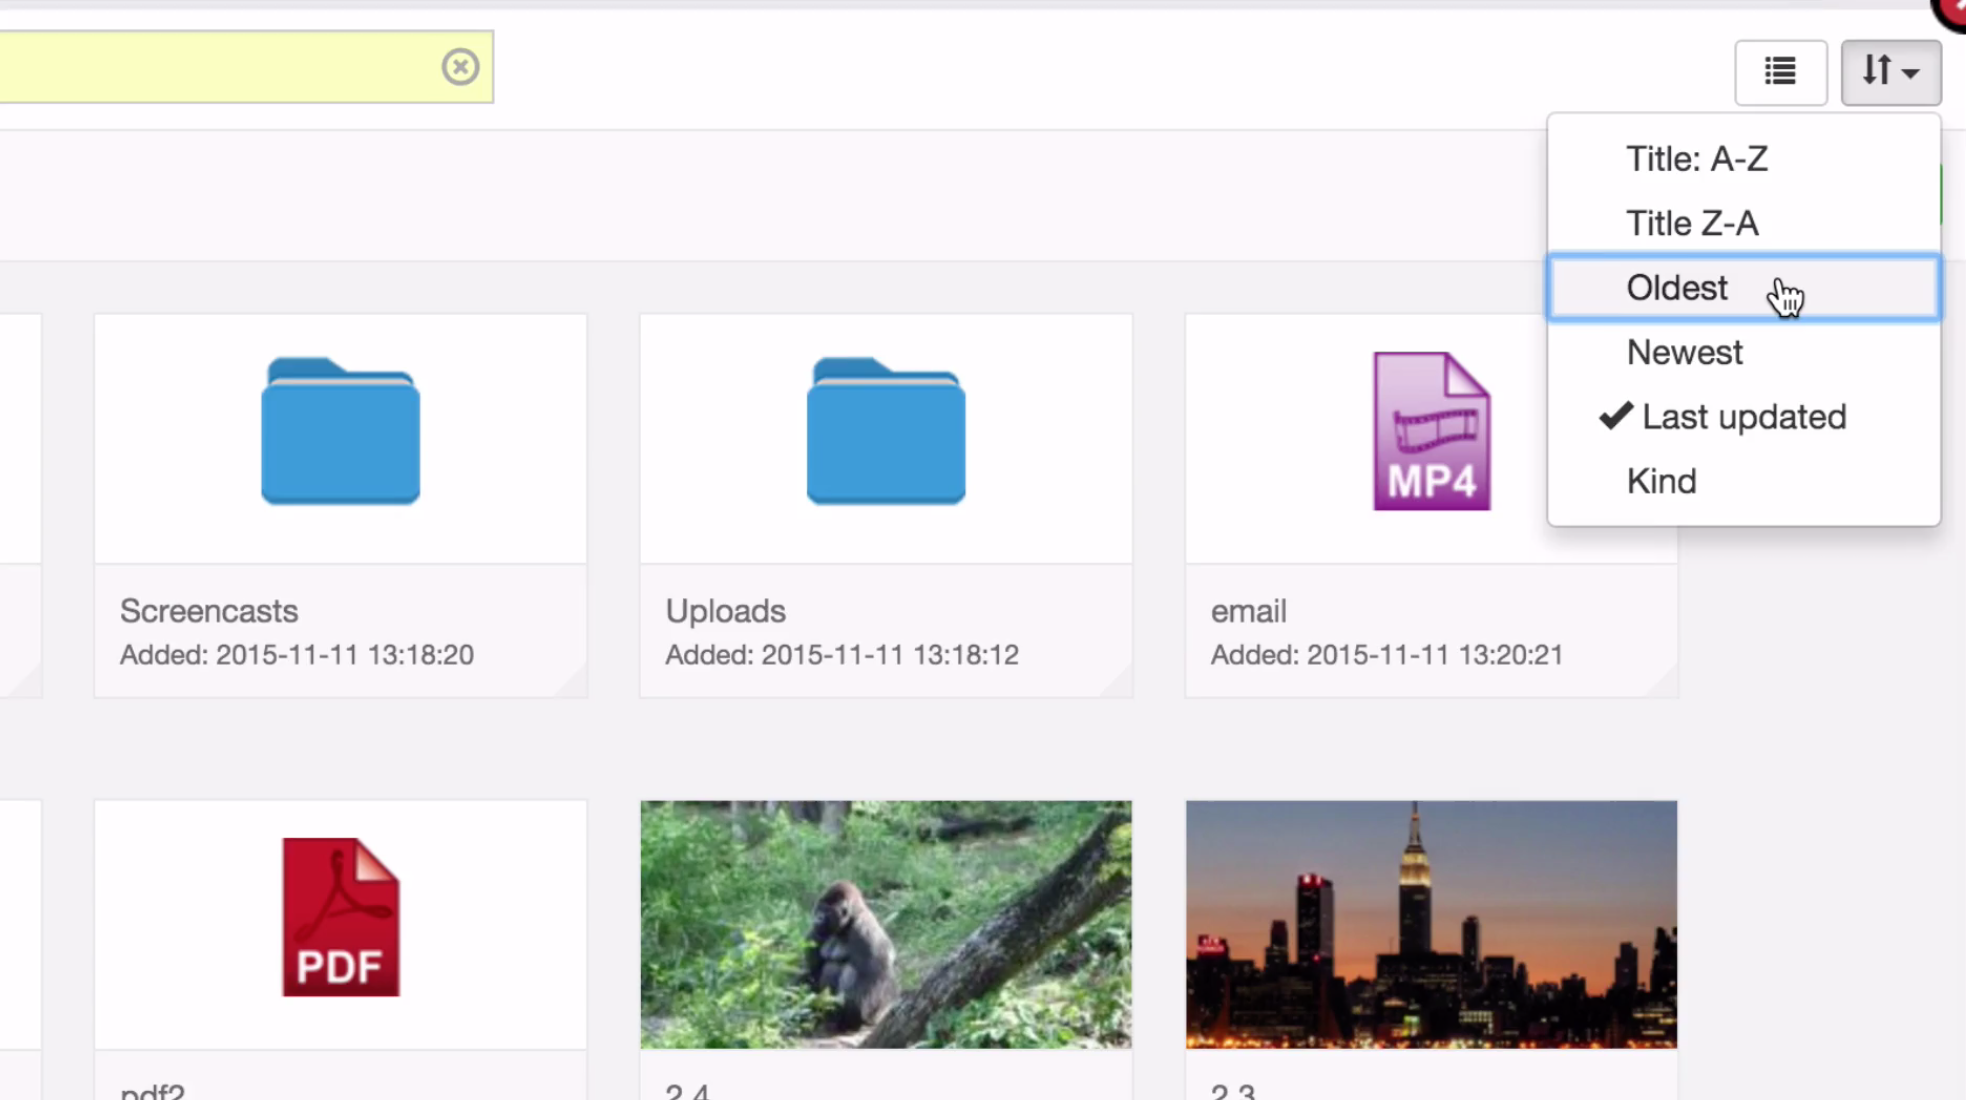 Title: A-Z
Title Z-A
Oldest
Newest
Last updated
Kind
MP4
Screencasts
Added: 2015-11-11 13:18:20
Uploads
Added: 2015-11-11 13:18:12
email
Added: 2015-11-11 13:20:21
PDF
pdf2
2.4
2.3